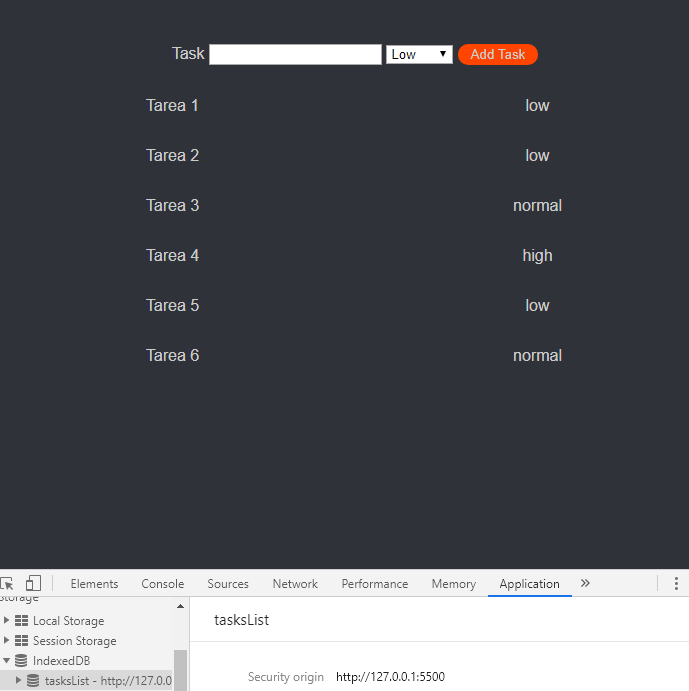 Task Low Add Task
Tarea 1 low
Tarea 2 low
Tarea 3 normal
Tarea 4 high
Tarea 5 low
Tarea 6 normal
Elements Console Sources Network Performance Memory Application »
Storage
Local Storage
Session Storage
IndexedDB
tasksList - http://127.0.0
tasksList
Security origin http://127.0.0.1:5500